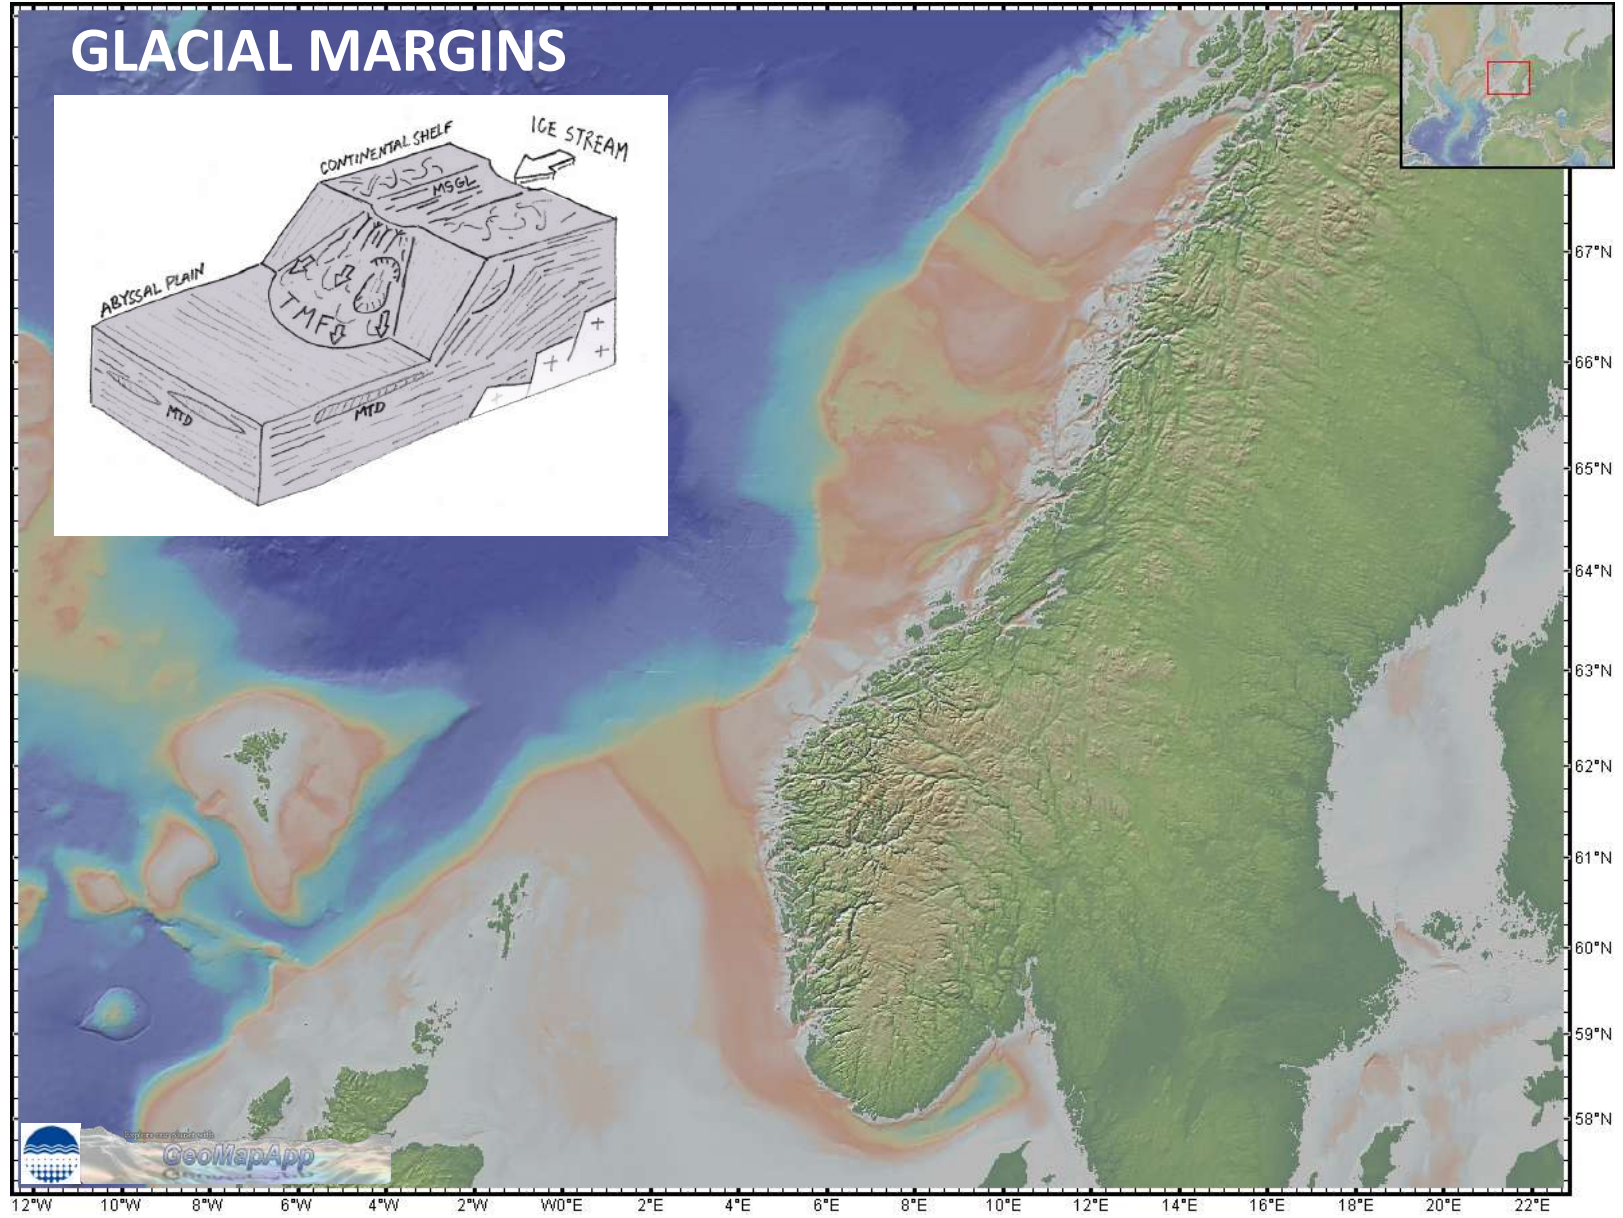 GLACIAL MARGINS
CONTINENTAL SHELF
ICE STREAM
MSGL
ABYSSAL PLAIN
TMF
MTD
MTD
67°N
66°N
65°N
64°N
63°N
62°N
61°N
60°N
59°N
58°N
GeoMapApp
12°W 10°W 8°W 6°W 4°W 2°W W0°E 2°E 4°E 6°E 8°E 10°E 12°E 14°E 16°E 18°E 20°E 22°E